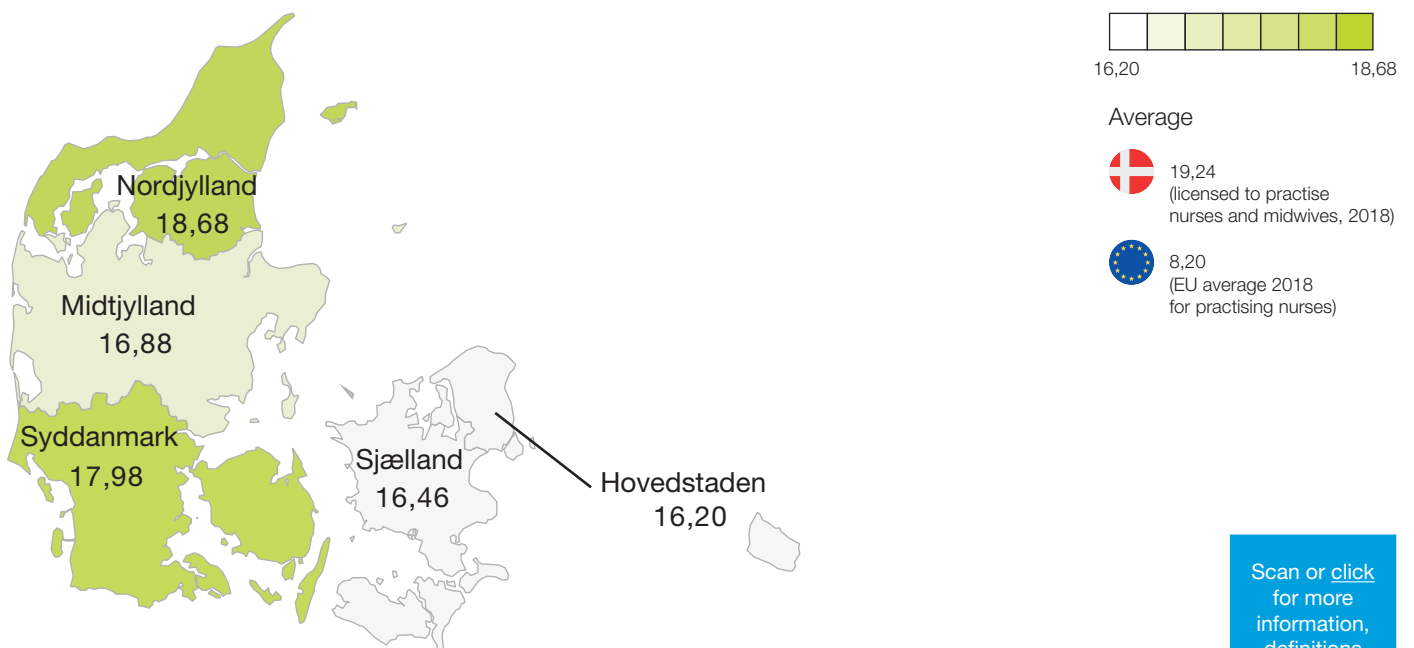 16,20
18,68
Average
19,24
(licensed to practise
nurses and midwives, 2018)
8,20
(EU average 2018
for practising nurses)
Nordjylland
18,68
Midtjylland
16,88
Syddanmark
17,98
Sjælland
16,46
Hovedstaden
16,20
Scan or click
for more
information,
definitions